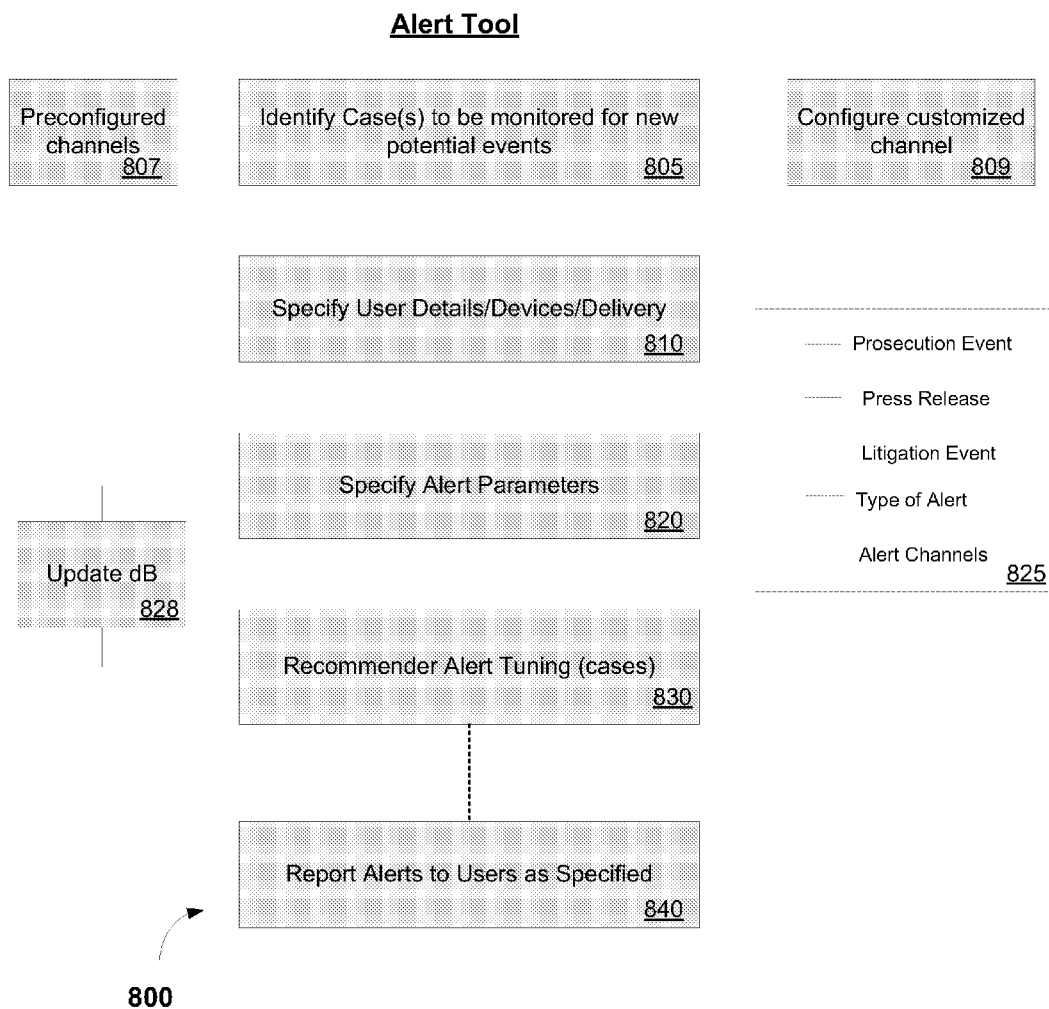 Alert Tool
Preconfigured
channels
807
Identify Case(s) to be monitored for new
potential events
805
Configure customized
channel
809
Specify User Details/Devices/Delivery
810
Prosecution Event
Press Release
Litigation Event
Type of Alert
Alert Channels
825
Specify Alert Parameters
820
Update dB
828
Recommender Alert Tuning (cases)
830
Report Alerts to Users as Specified
840
800